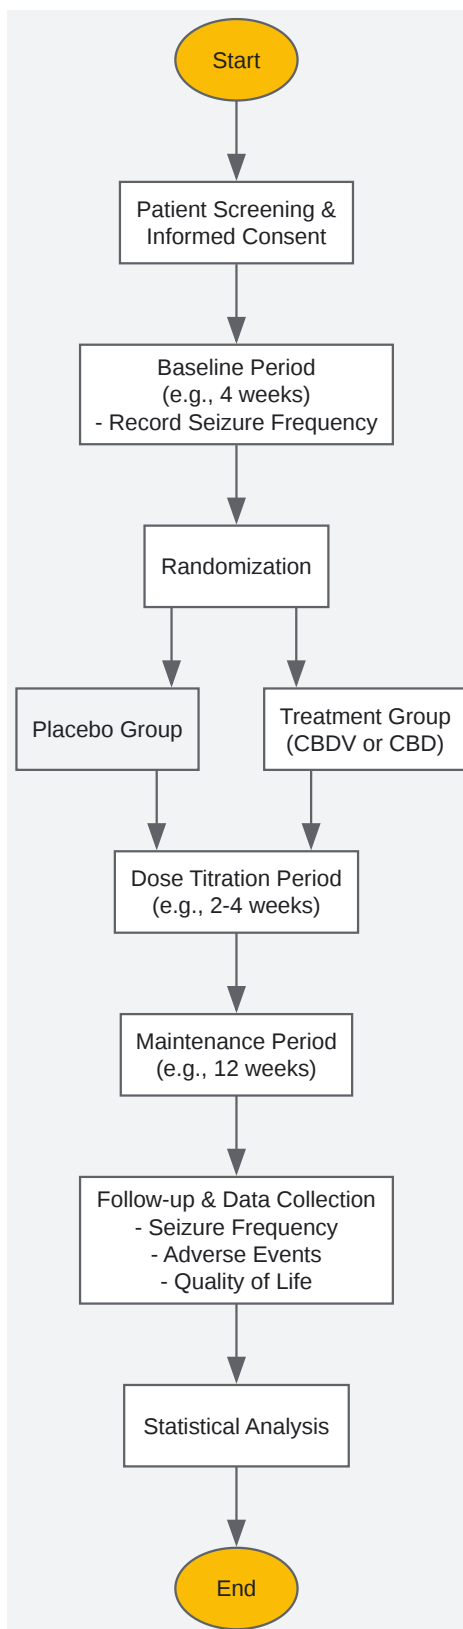 Start
Patient Screening &
Informed Consent
Baseline Period
(e.g., 4 weeks)
- Record Seizure Frequency
Randomization
Placebo Group
Treatment Group
(CBDV or CBD)
Dose Titration Period
(e.g., 2-4 weeks)
Maintenance Period
(e.g., 12 weeks)
Follow-up & Data Collection
- Seizure Frequency
- Adverse Events
- Quality of Life
Statistical Analysis
End